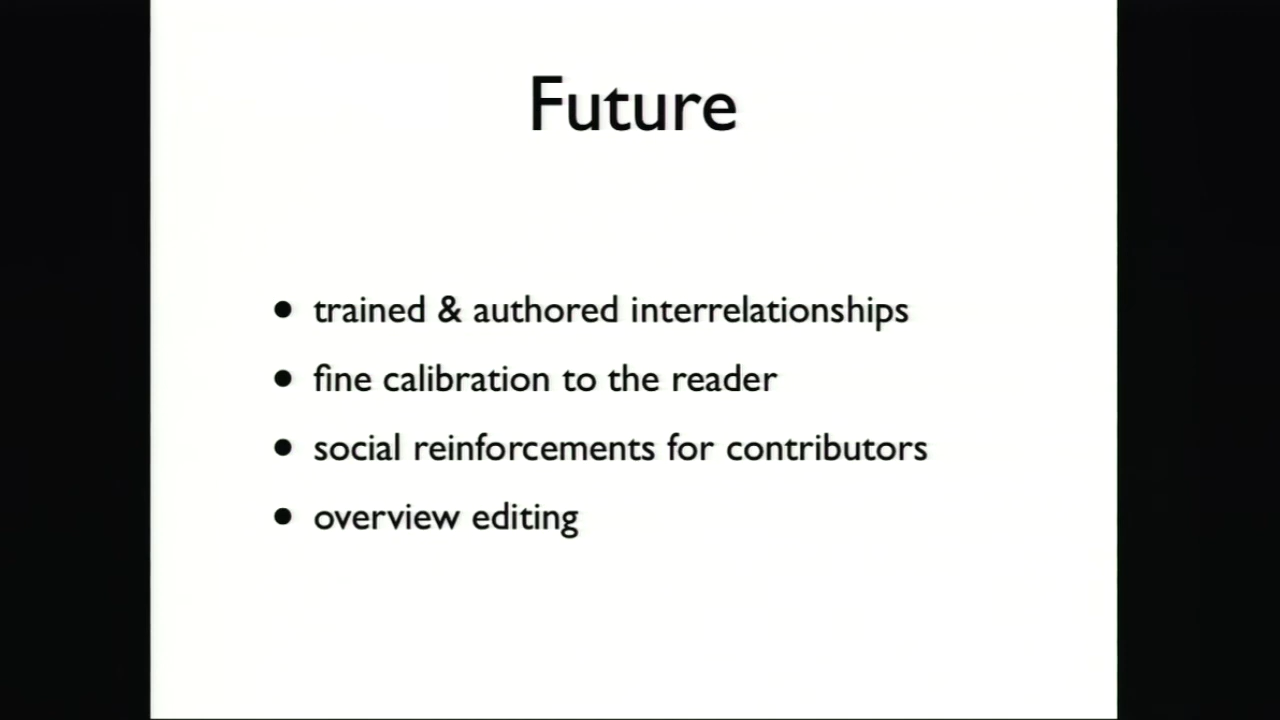 Future
• trained & authored interrelationships
• fine calibration to the reader
• social reinforcements for contributors
• overview editing